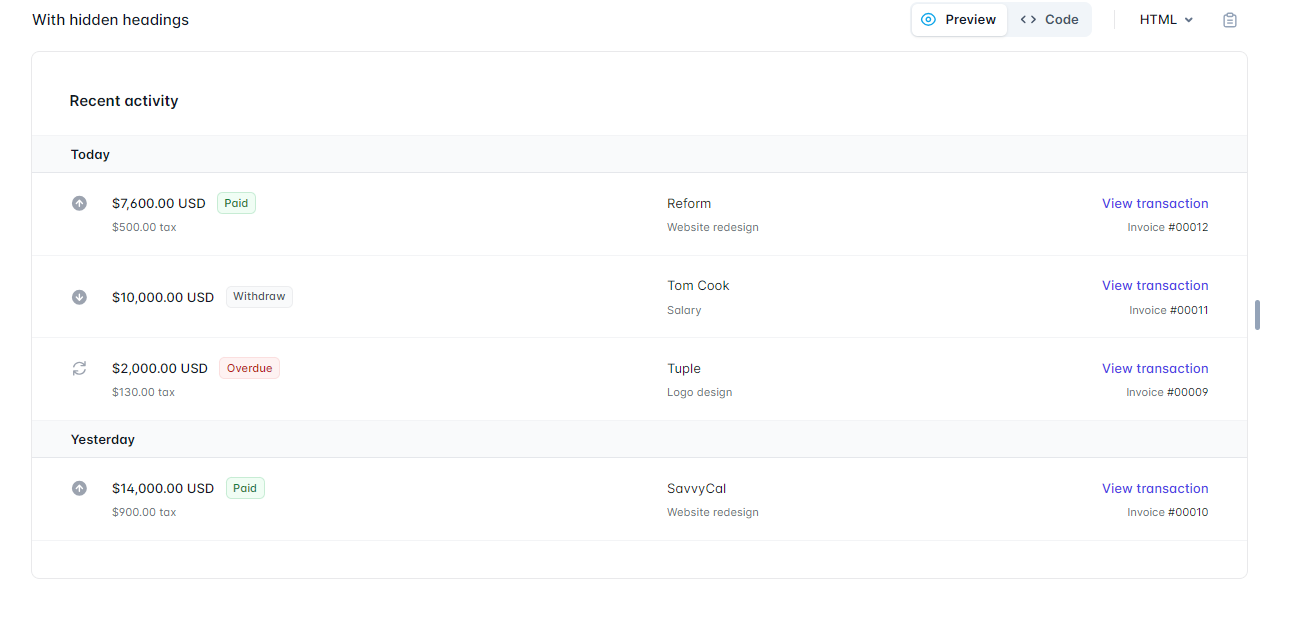 With hidden headings Preview Code HTML
Recent activity
Today
$7,600.00 USD Paid Reform View transaction
$500.00 tax Website redesign Invoice #00012
Tom Cook View transaction
$10,000.00 USD Withdraw
Salary Invoice #00011
$2,000.00 USD Overdue Tuple View transaction
$130.00 tax Logo design Invoice #00009
Yesterday
$14,000.00 USD Paid SavvyCal View transaction
$900.00 tax Website redesign Invoice #00010